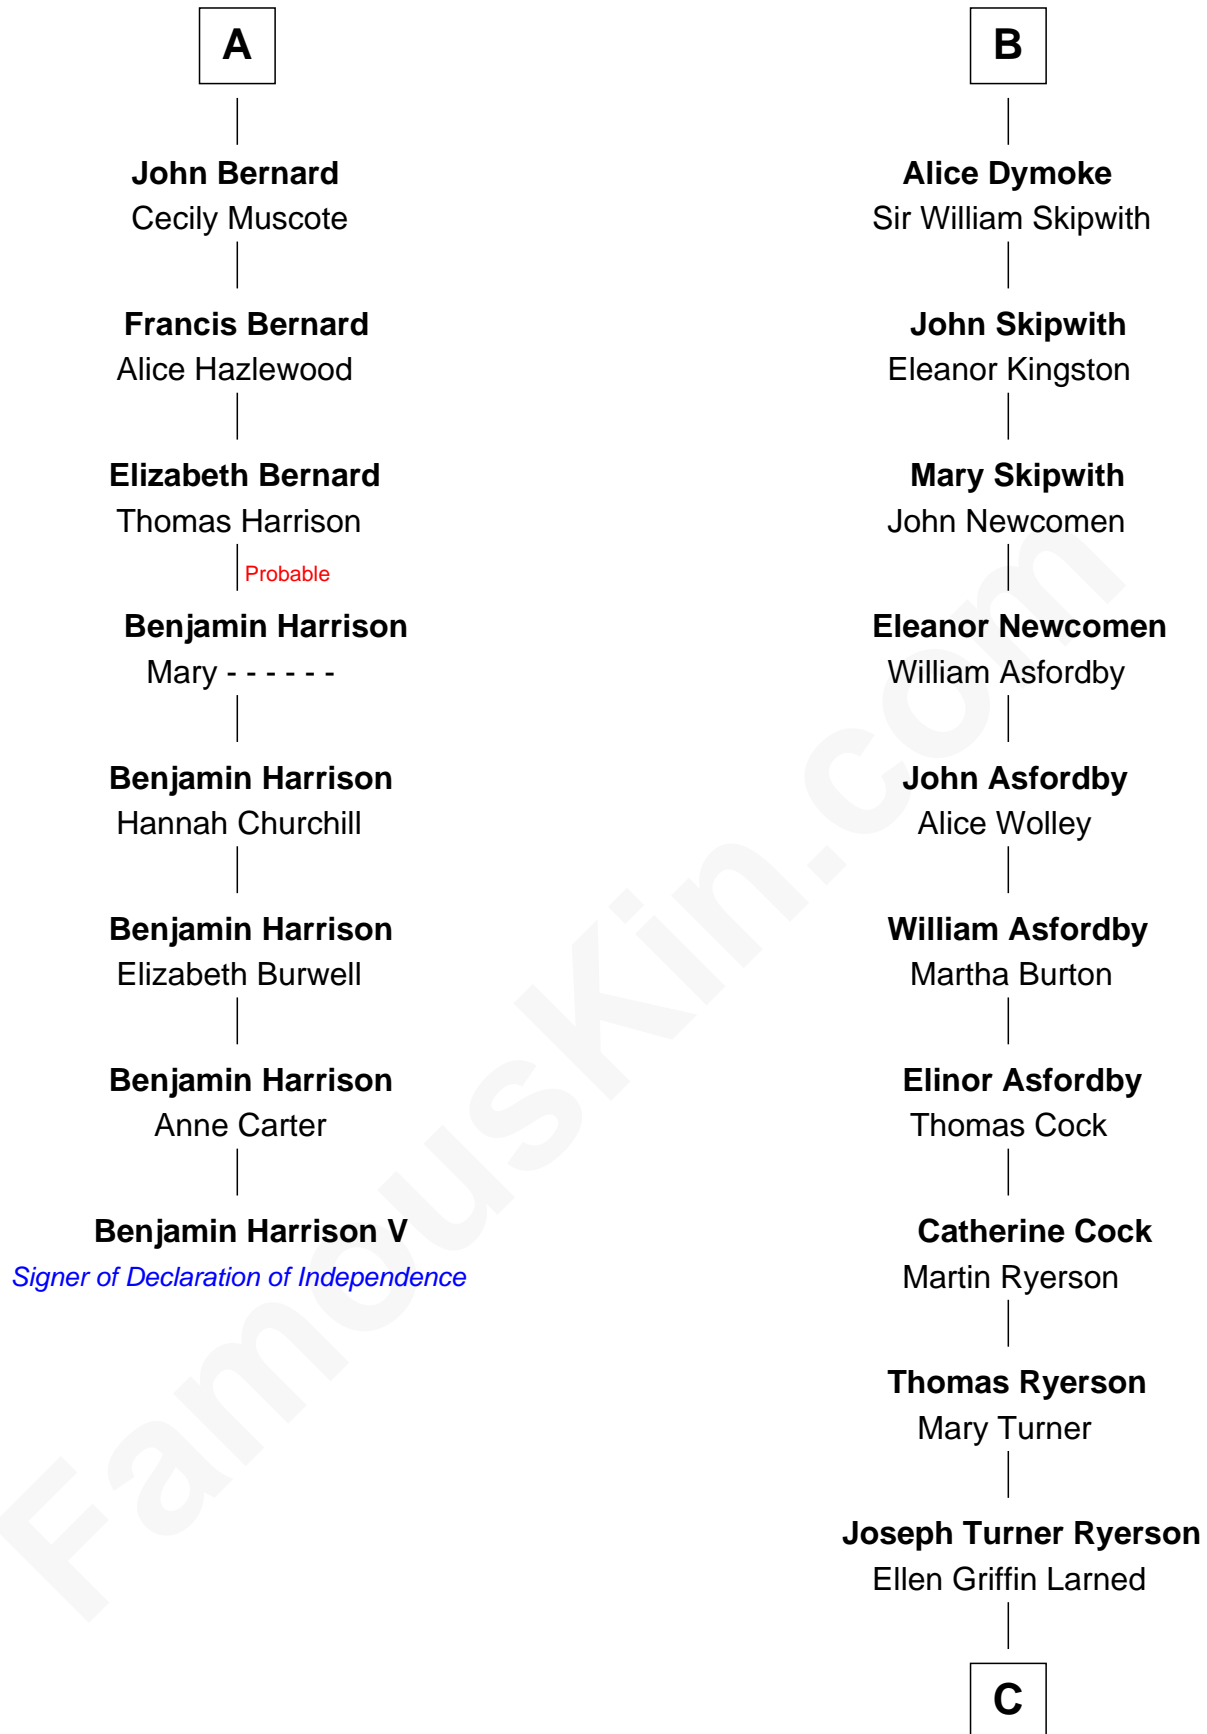 A
John Bernard
Cecily Muscote
Francis Bernard
Alice Hazlewood
Elizabeth Bernard
Thomas Harrison
Probable
Benjamin Harrison
Mary - - - - - -
Benjamin Harrison
Hannah Churchill
Benjamin Harrison
Elizabeth Burwell
Benjamin Harrison
Anne Carter
Benjamin Harrison V
Signer of Declaration of Independence
B
Alice Dymoke
Sir William Skipwith
John Skipwith
Eleanor Kingston
Mary Skipwith
John Newcomen
Eleanor Newcomen
William Asfordby
John Asfordby
Alice Wolley
William Asfordby
Martha Burton
Elinor Asfordby
Thomas Cock
Catherine Cock
Martin Ryerson
Thomas Ryerson
Mary Turner
Joseph Turner Ryerson
Ellen Griffin Larned
C
FamousKin.com